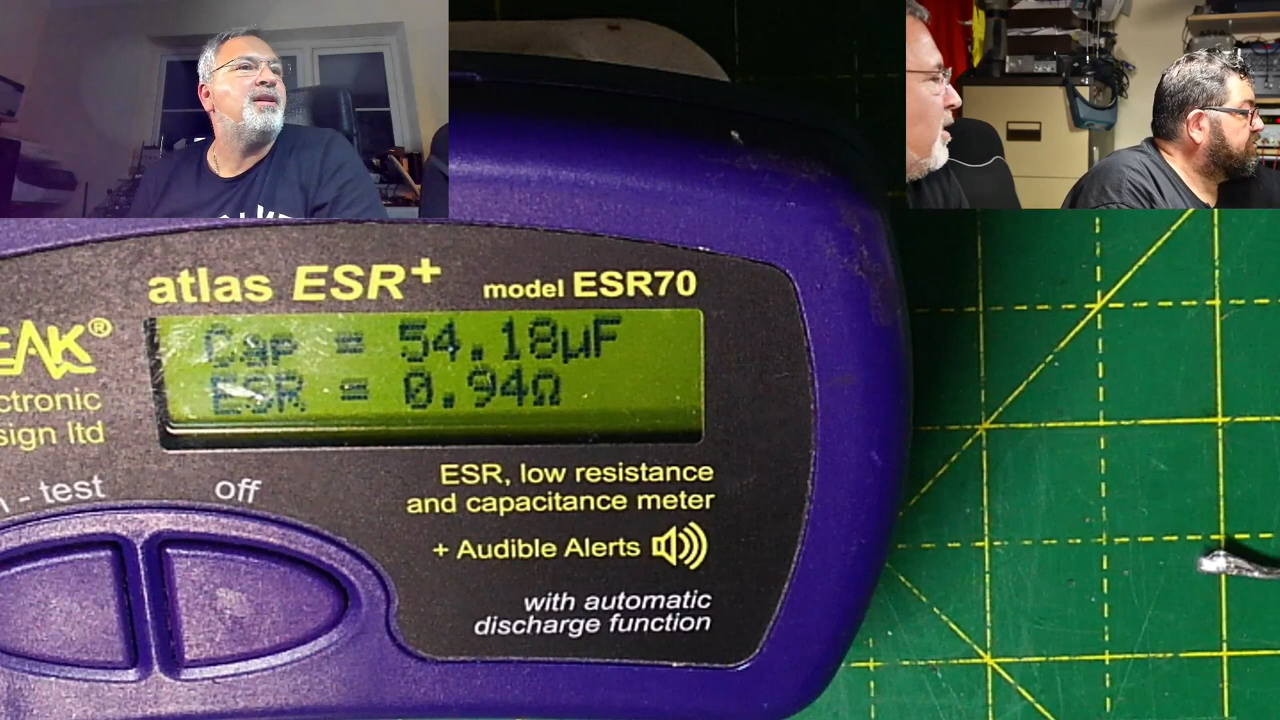 atlas ESR+ model ESR70
EAK®
Cap = 54.18µF
ESR = 0.94Ω
ctronic
sign ltd
- test off
ESR, low resistance
and capacitance meter
+ Audible Alerts
with automatic
discharge function